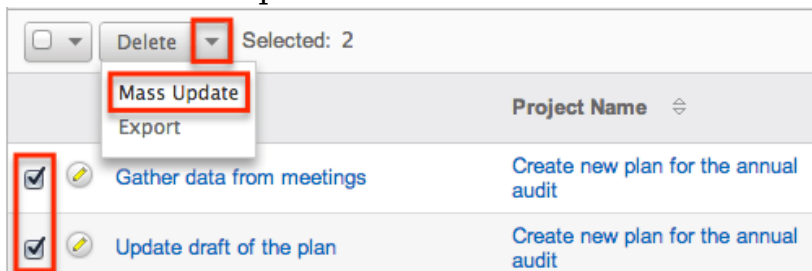 Delete Selected: 2
Mass Update
Export
Project Name
Gather data from meetings
Create new plan for the annual
audit
Update draft of the plan
Create new plan for the annual
audit